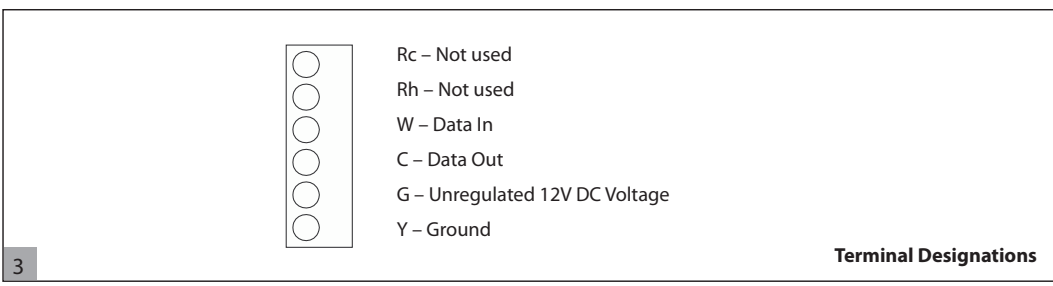 Rc – Not used
Rh – Not used
W – Data In
C – Data Out
G – Unregulated 12V DC Voltage
Y – Ground
Terminal Designations
3